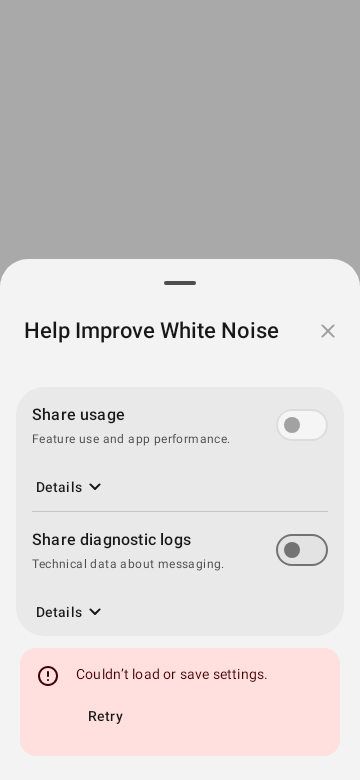 Help Improve White Noise
Share usage
Feature use and app performance.
Details
Share diagnostic logs
Technical data about messaging.
Details
Couldn’t load or save settings.
Retry